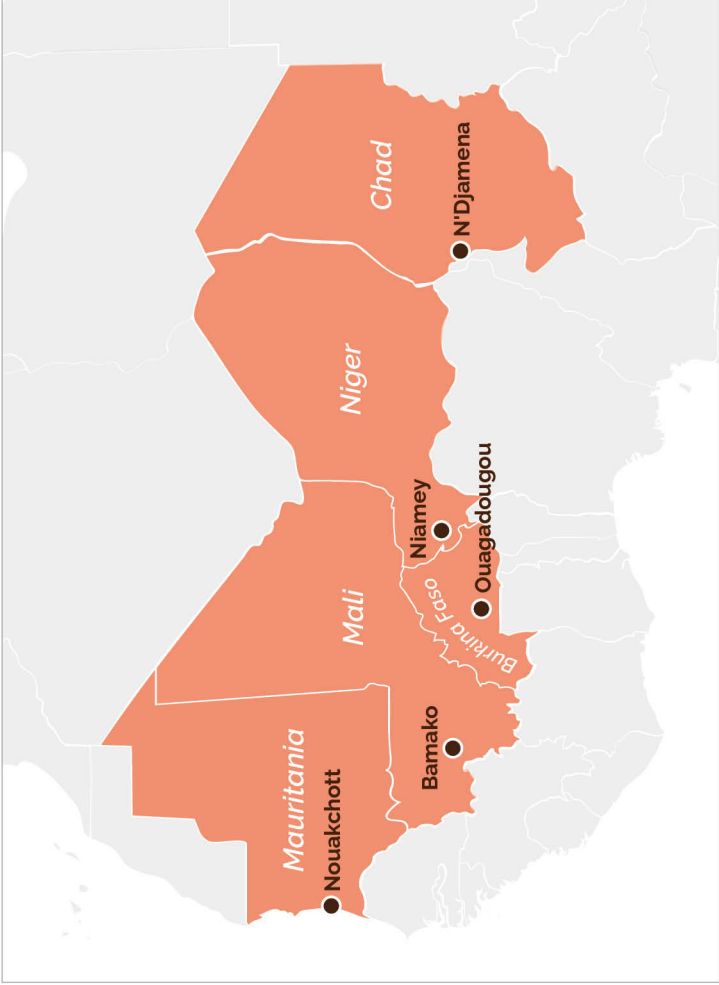 Mauritania
Nouakchott
Mali
Bamako
Burkina Faso
Ouagadougou
Niger
Niamey
Chad
N'Djamena